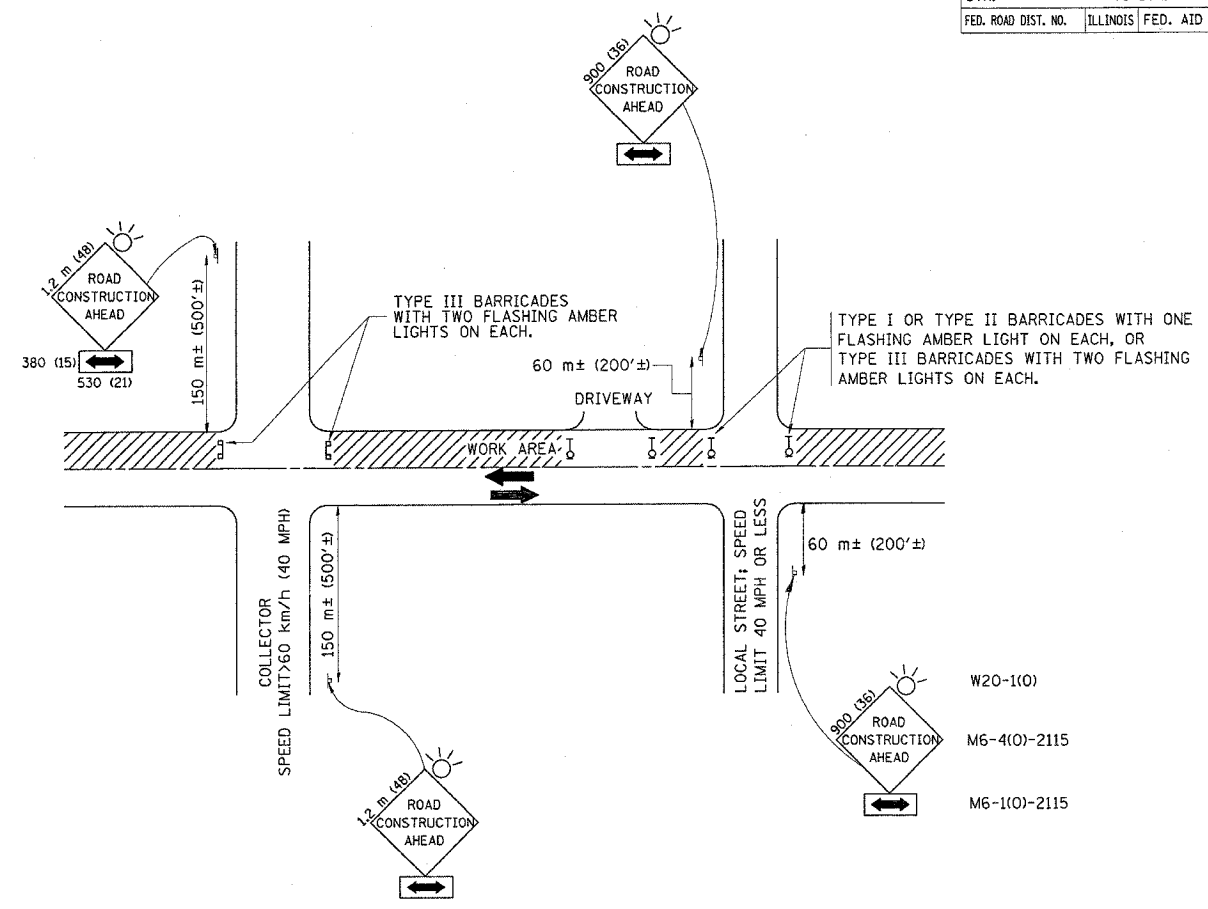 FED. ROAD DIST. NO. ILLINOIS FED. AID
900 (36)
ROAD
CONSTRUCTION
AHEAD
1.2 m (48)
ROAD
CONSTRUCTION
AHEAD
380 (15)
530 (21)
150 m± (500'±)
TYPE III BARRICADES
WITH TWO FLASHING AMBER
LIGHTS ON EACH.
60 m± (200'±)
DRIVEWAY
TYPE I OR TYPE II BARRICADES WITH ONE
FLASHING AMBER LIGHT ON EACH, OR
TYPE III BARRICADES WITH TWO FLASHING
AMBER LIGHTS ON EACH.
WORK AREA
COLLECTOR
SPEED LIMIT>60 km/h (40 MPH)
150 m± (500'±)
LOCAL STREET; SPEED
LIMIT 40 MPH OR LESS
60 m± (200'±)
1.2 m (48)
ROAD
CONSTRUCTION
AHEAD
900 (36)
ROAD
CONSTRUCTION
AHEAD
W20-1(O)
M6-4(O)-2115
M6-1(O)-2115